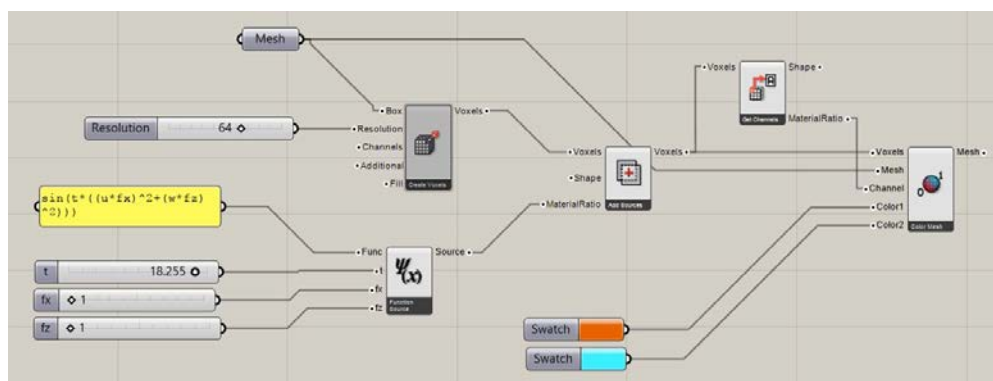 Mesh
Voxels
Shape
Get Channels
MaterialRatio
Resolution 64
Box
Voxels
Resolution
Channels
Additional
Fill
Create Voxels
Voxels
Shape
MaterialRatio
Voxels
Add Sources
Voxels
Mesh
Channel
Color1
Color2
Mesh
Color Mesh
sin(t*((u*fx)^2+(w*fz)
^2)))
t 18.255
fx 1
fz 1
Func
t
fx
fz
Source
ψ(x)
Function
Source
Swatch
Swatch